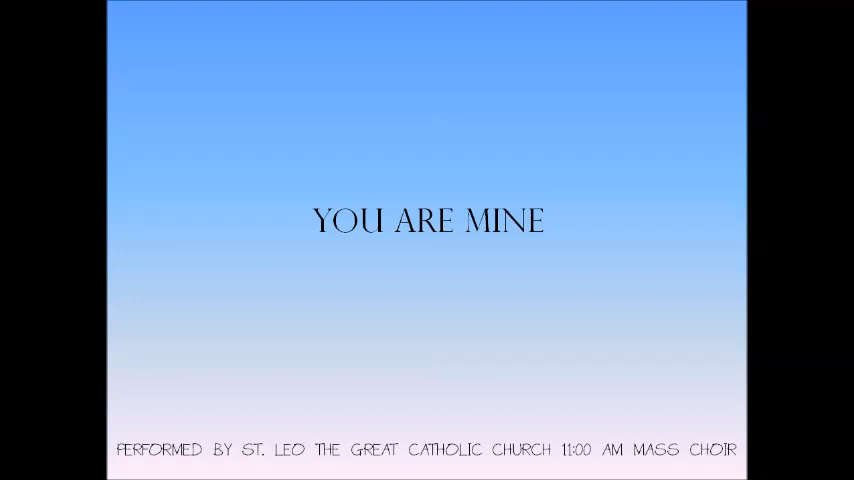 YOU ARE MINE
PERFORMED BY ST. LEO THE GREAT CATHOLIC CHURCH 11:00 AM MASS CHOIR